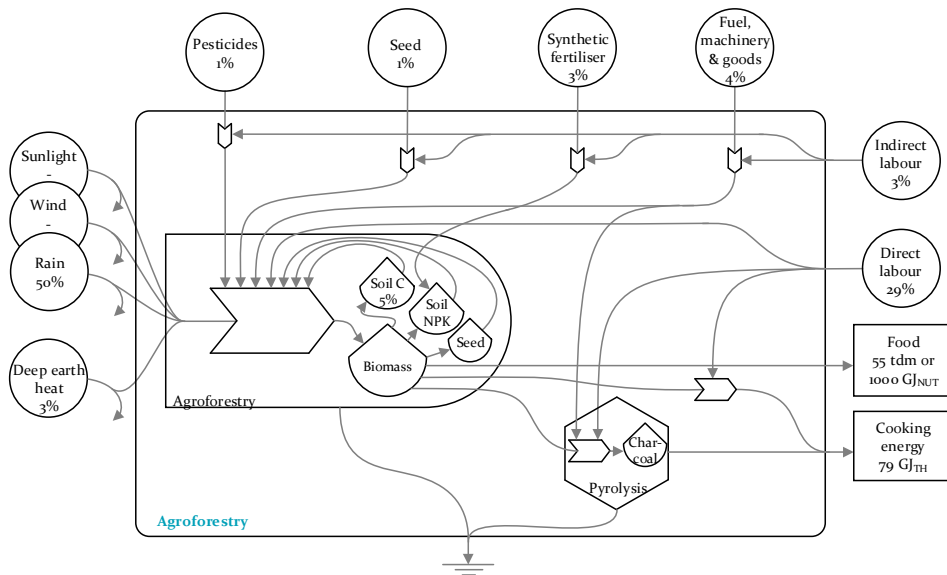 Pesticides
1%
Seed
1%
Synthetic
fertiliser
3%
Fuel,
machinery
& goods
4%
Sunlight
-
Wind
-
Rain
50%
Deep earth
heat
3%
Indirect
labour
3%
Direct
labour
29%
Soil C
5%
Soil
NPK
Seed
Biomass
Agroforestry
Food
55 tdm or
1000 GJNUT
Cooking
energy
79 GJTH
Char-
coal
Pyrolysis
Agroforestry